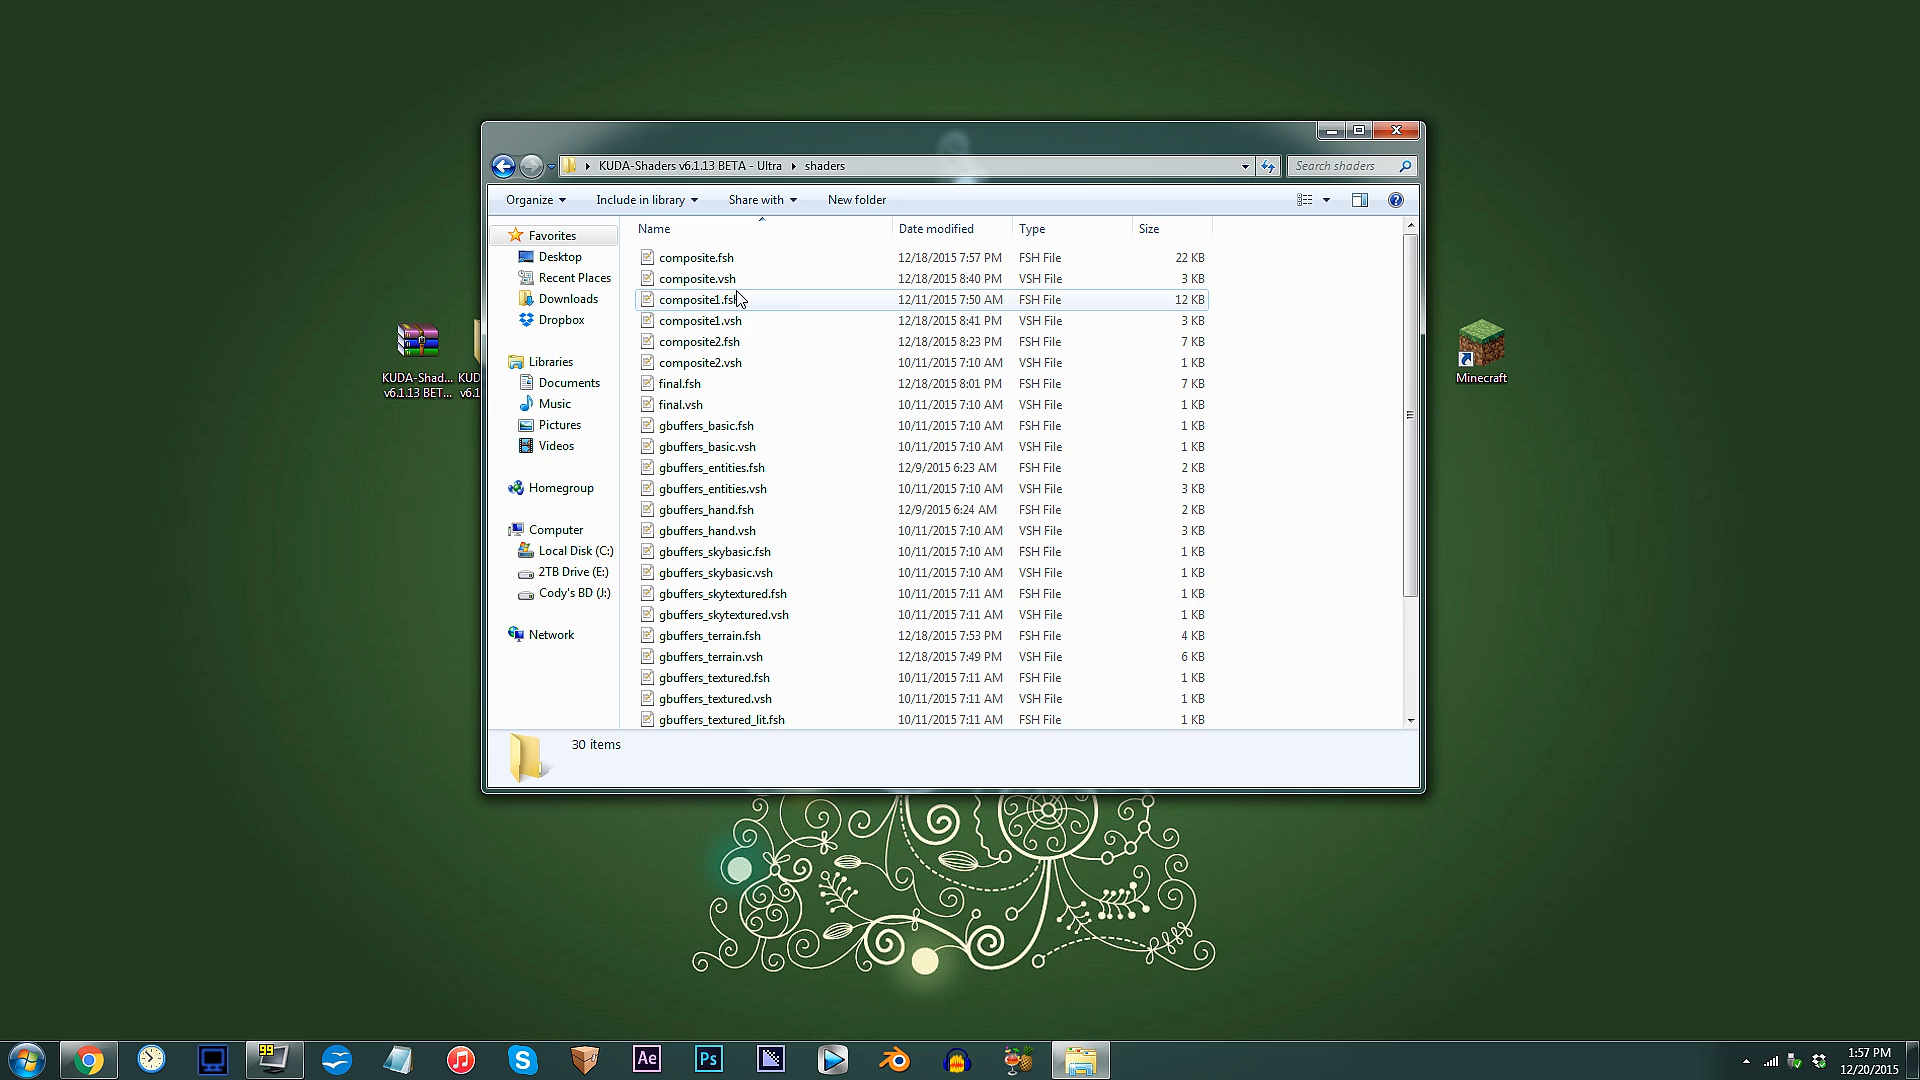 KUDA-Shaders v6.1.13 BETA - Ultra shaders
Search shaders
Organize Include in library Share with New folder
Name Date modified Type Size
Favorites
Desktop
Recent Places
Downloads
Dropbox
Libraries
Documents
Music
Pictures
Videos
Homegroup
Computer
Local Disk (C:)
2TB Drive (E:)
Cody's BD (J:)
Network
composite.fsh 12/18/2015 7:57 PM FSH File 22 KB
composite.vsh 12/18/2015 8:40 PM VSH File 3 KB
composite1.fsh 12/11/2015 7:50 AM FSH File 12 KB
composite1.vsh 12/18/2015 8:41 PM VSH File 3 KB
composite2.fsh 12/18/2015 8:23 PM FSH File 7 KB
composite2.vsh 10/11/2015 7:10 AM VSH File 1 KB
final.fsh 12/18/2015 8:01 PM FSH File 7 KB
final.vsh 10/11/2015 7:10 AM VSH File 1 KB
gbuffers_basic.fsh 10/11/2015 7:10 AM FSH File 1 KB
gbuffers_basic.vsh 10/11/2015 7:10 AM VSH File 1 KB
gbuffers_entities.fsh 12/9/2015 6:23 AM FSH File 2 KB
gbuffers_entities.vsh 10/11/2015 7:10 AM VSH File 3 KB
gbuffers_hand.fsh 12/9/2015 6:24 AM FSH File 2 KB
gbuffers_hand.vsh 10/11/2015 7:10 AM VSH File 3 KB
gbuffers_skybasic.fsh 10/11/2015 7:10 AM FSH File 1 KB
gbuffers_skybasic.vsh 10/11/2015 7:10 AM VSH File 1 KB
gbuffers_skytextured.fsh 10/11/2015 7:11 AM FSH File 1 KB
gbuffers_skytextured.vsh 10/11/2015 7:11 AM VSH File 1 KB
gbuffers_terrain.fsh 12/18/2015 7:53 PM FSH File 4 KB
gbuffers_terrain.vsh 12/18/2015 7:49 PM VSH File 6 KB
gbuffers_textured.fsh 10/11/2015 7:11 AM FSH File 1 KB
gbuffers_textured.vsh 10/11/2015 7:11 AM VSH File 1 KB
gbuffers_textured_lit.fsh 10/11/2015 7:11 AM FSH File 1 KB
30 items
KUDA-Shad...
v6.1.13 BET...
KUD
v6.1
Minecraft
99
Ae
Ps
1:57 PM
12/20/2015